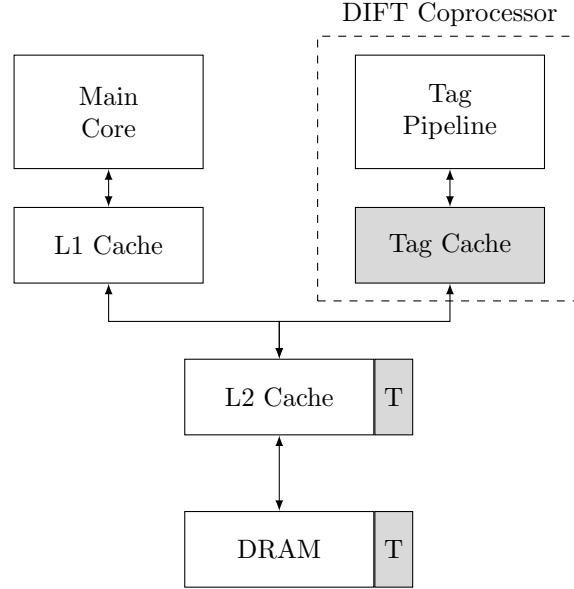 DIFT Coprocessor
Main
Core
Tag
Pipeline
L1 Cache
Tag Cache
L2 Cache
T
DRAM
T